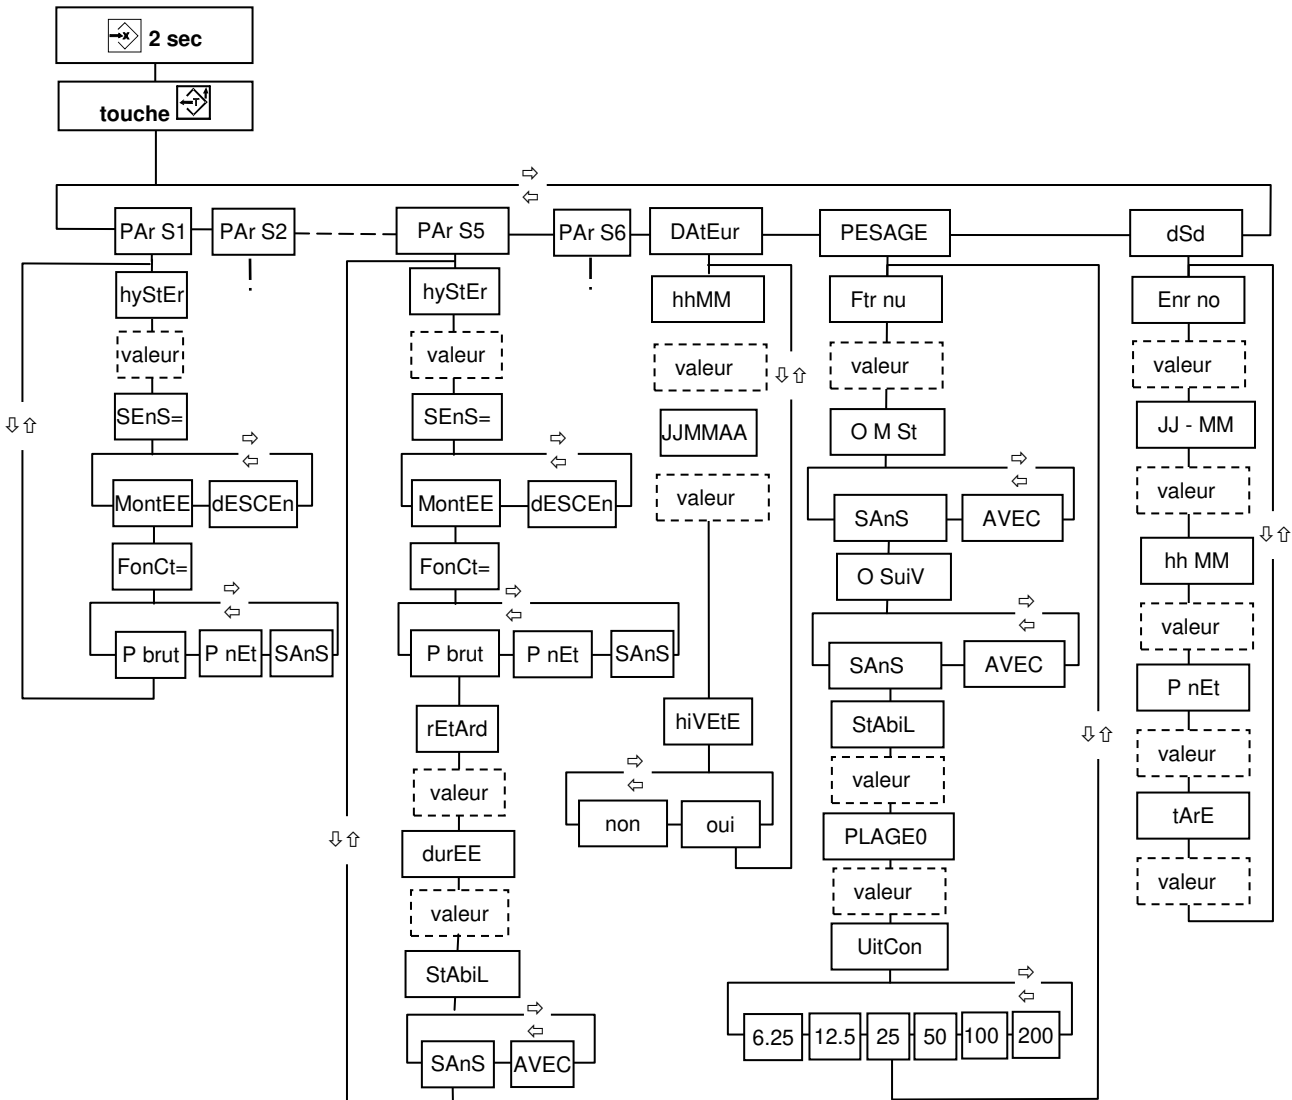 2 sec
touche
PAr S1
PAr S2
PAr S5
PAr S6
DAtEur
PESAGE
dSd
hyStEr
valeur
SEnS=
MontEE
dESCEn
FonCt=
P brut
P nEt
SAnS
hyStEr
valeur
SEnS=
MontEE
dESCEn
FonCt=
P brut
P nEt
SAnS
rEtArd
valeur
durEE
valeur
StAbiL
SAnS
AVEC
hhMM
valeur
JJMMAA
valeur
hiVEtE
non
oui
Ftr nu
valeur
O M St
SAnS
AVEC
O SuiV
SAnS
AVEC
StAbiL
valeur
PLAGE0
valeur
UitCon
6.25
12.5
25
50
100
200
Enr no
valeur
JJ - MM
valeur
hh MM
valeur
P nEt
valeur
tArE
valeur